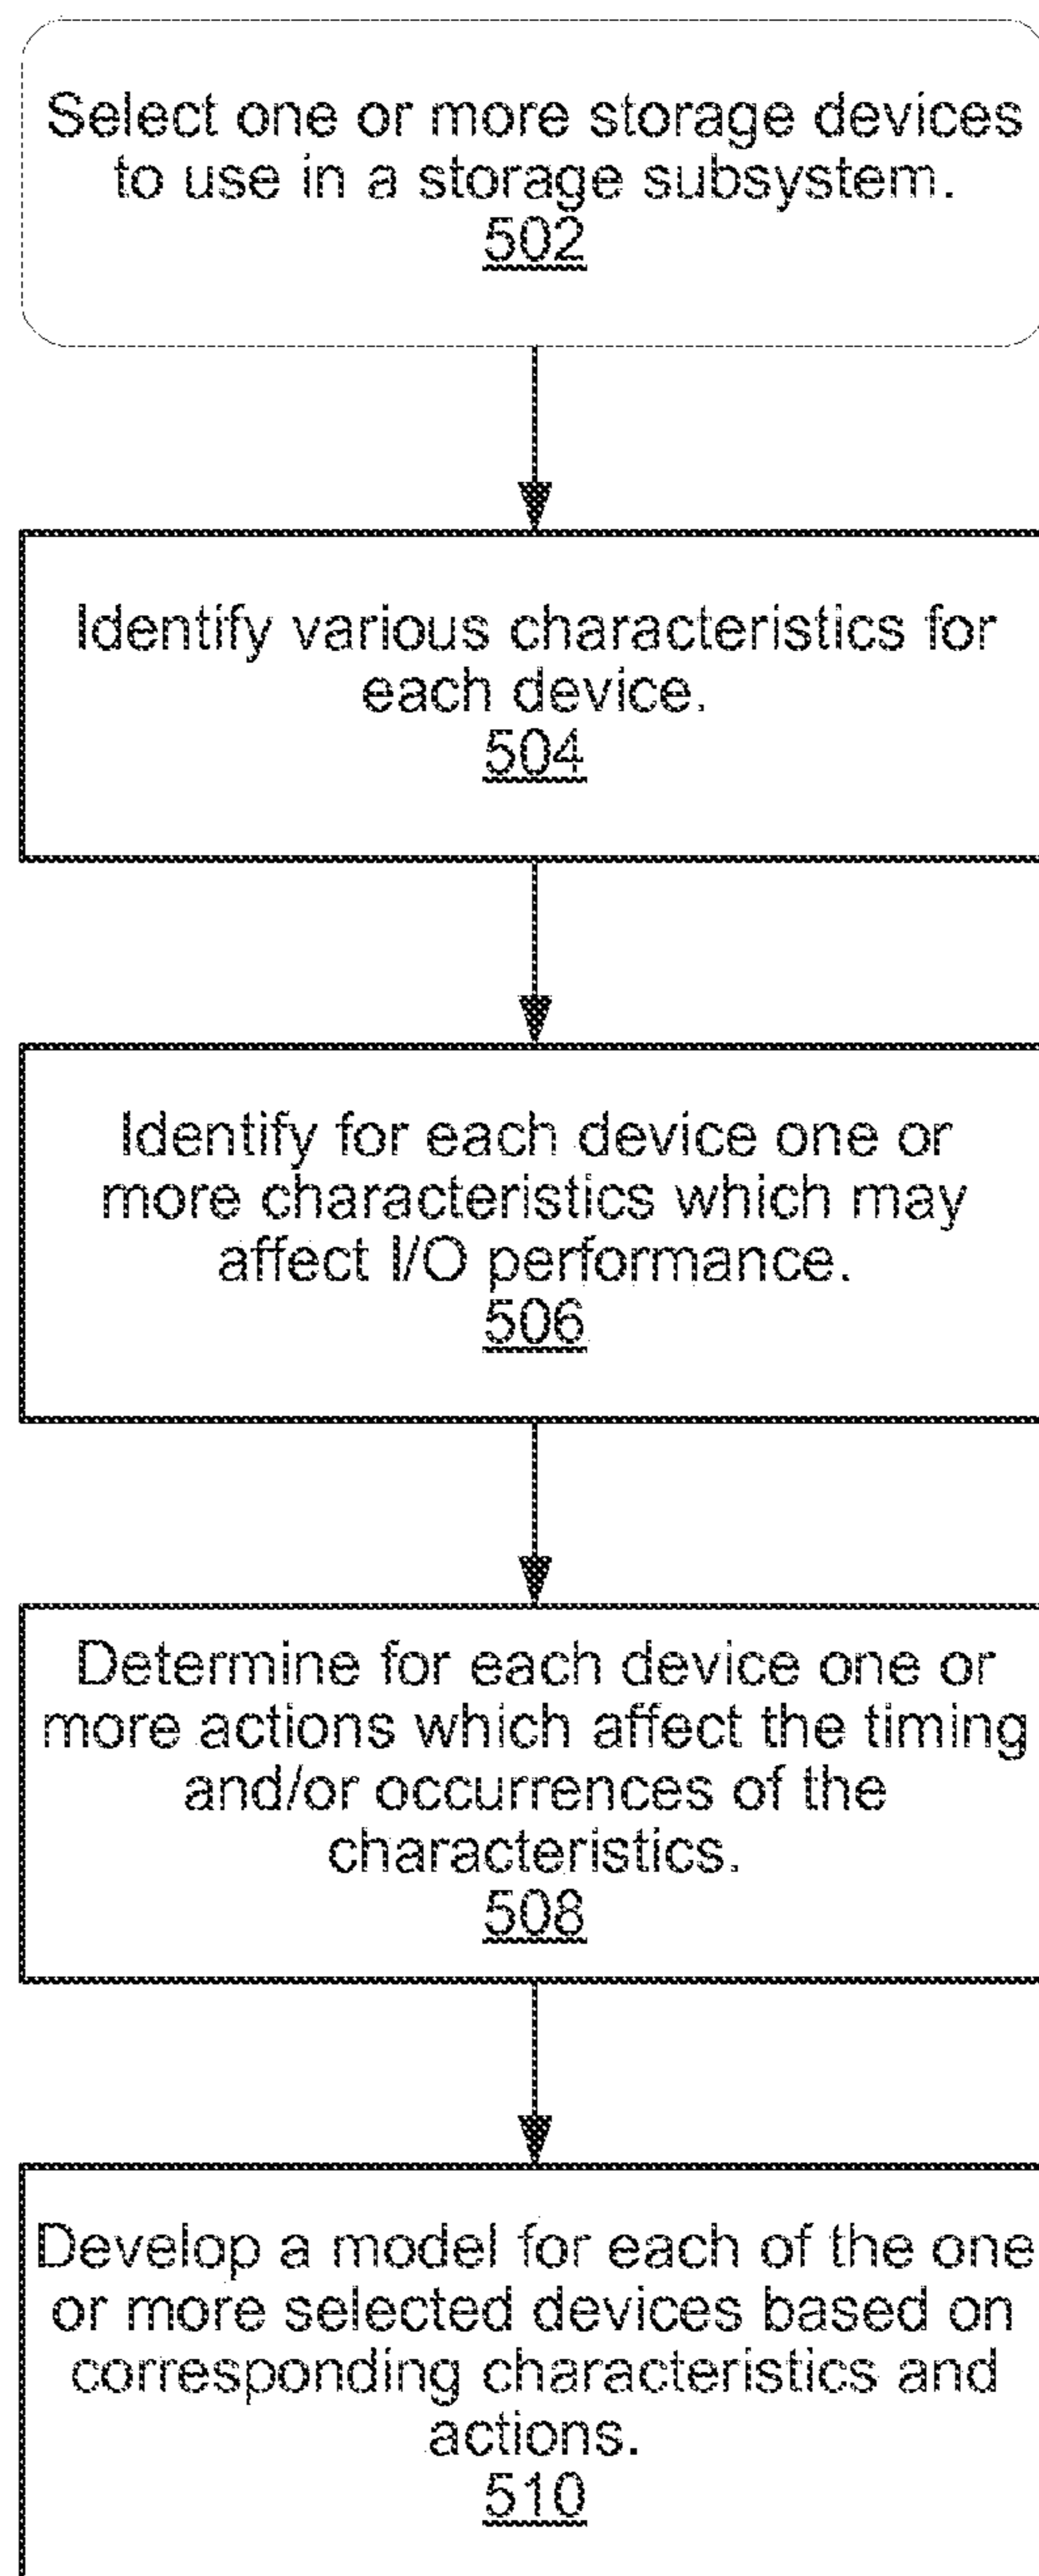 Select one or more storage devices
to use in a storage subsystem.
502
Identify various characteristics for
each device.
504
Identify for each device one or
more characteristics which may
affect I/O performance.
506
Determine for each device one or
more actions which affect the timing
and/or occurrences of the
characteristics.
508
Develop a model for each of the one
or more selected devices based on
corresponding characteristics and
actions.
510